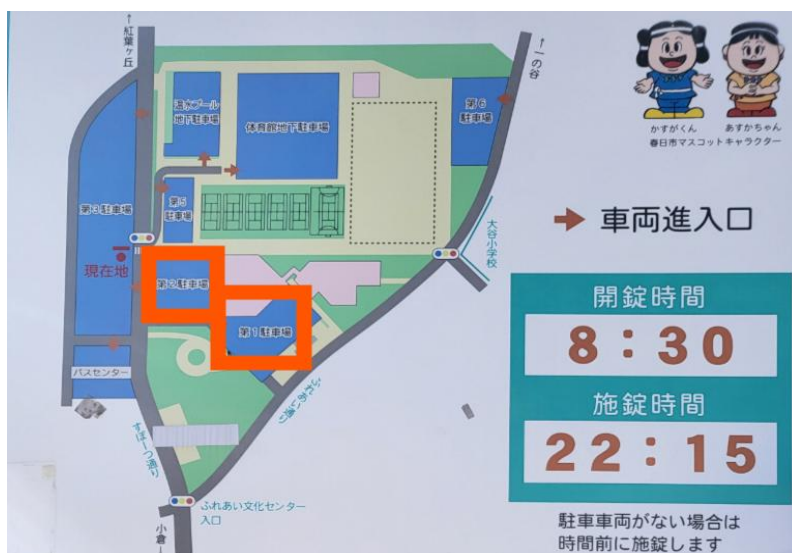 ↑紅葉ヶ丘
↑一の谷
温水プール
地下駐車場
体育館地下駐車場
第6
駐車場
かすがくん
あすかちゃん
春日市マスコットキャラクター
第3駐車場
第5
駐車場
➡ 車両進入口
大谷小学校
現在地
第2駐車場
第1駐車場
バスセンター
開錠時間
8:30
施錠時間
22:15
すぽーつ通り
ふれあい通り
ふれあい文化センター
入口
小倉↓
駐車車両がない場合は
時間前に施錠します